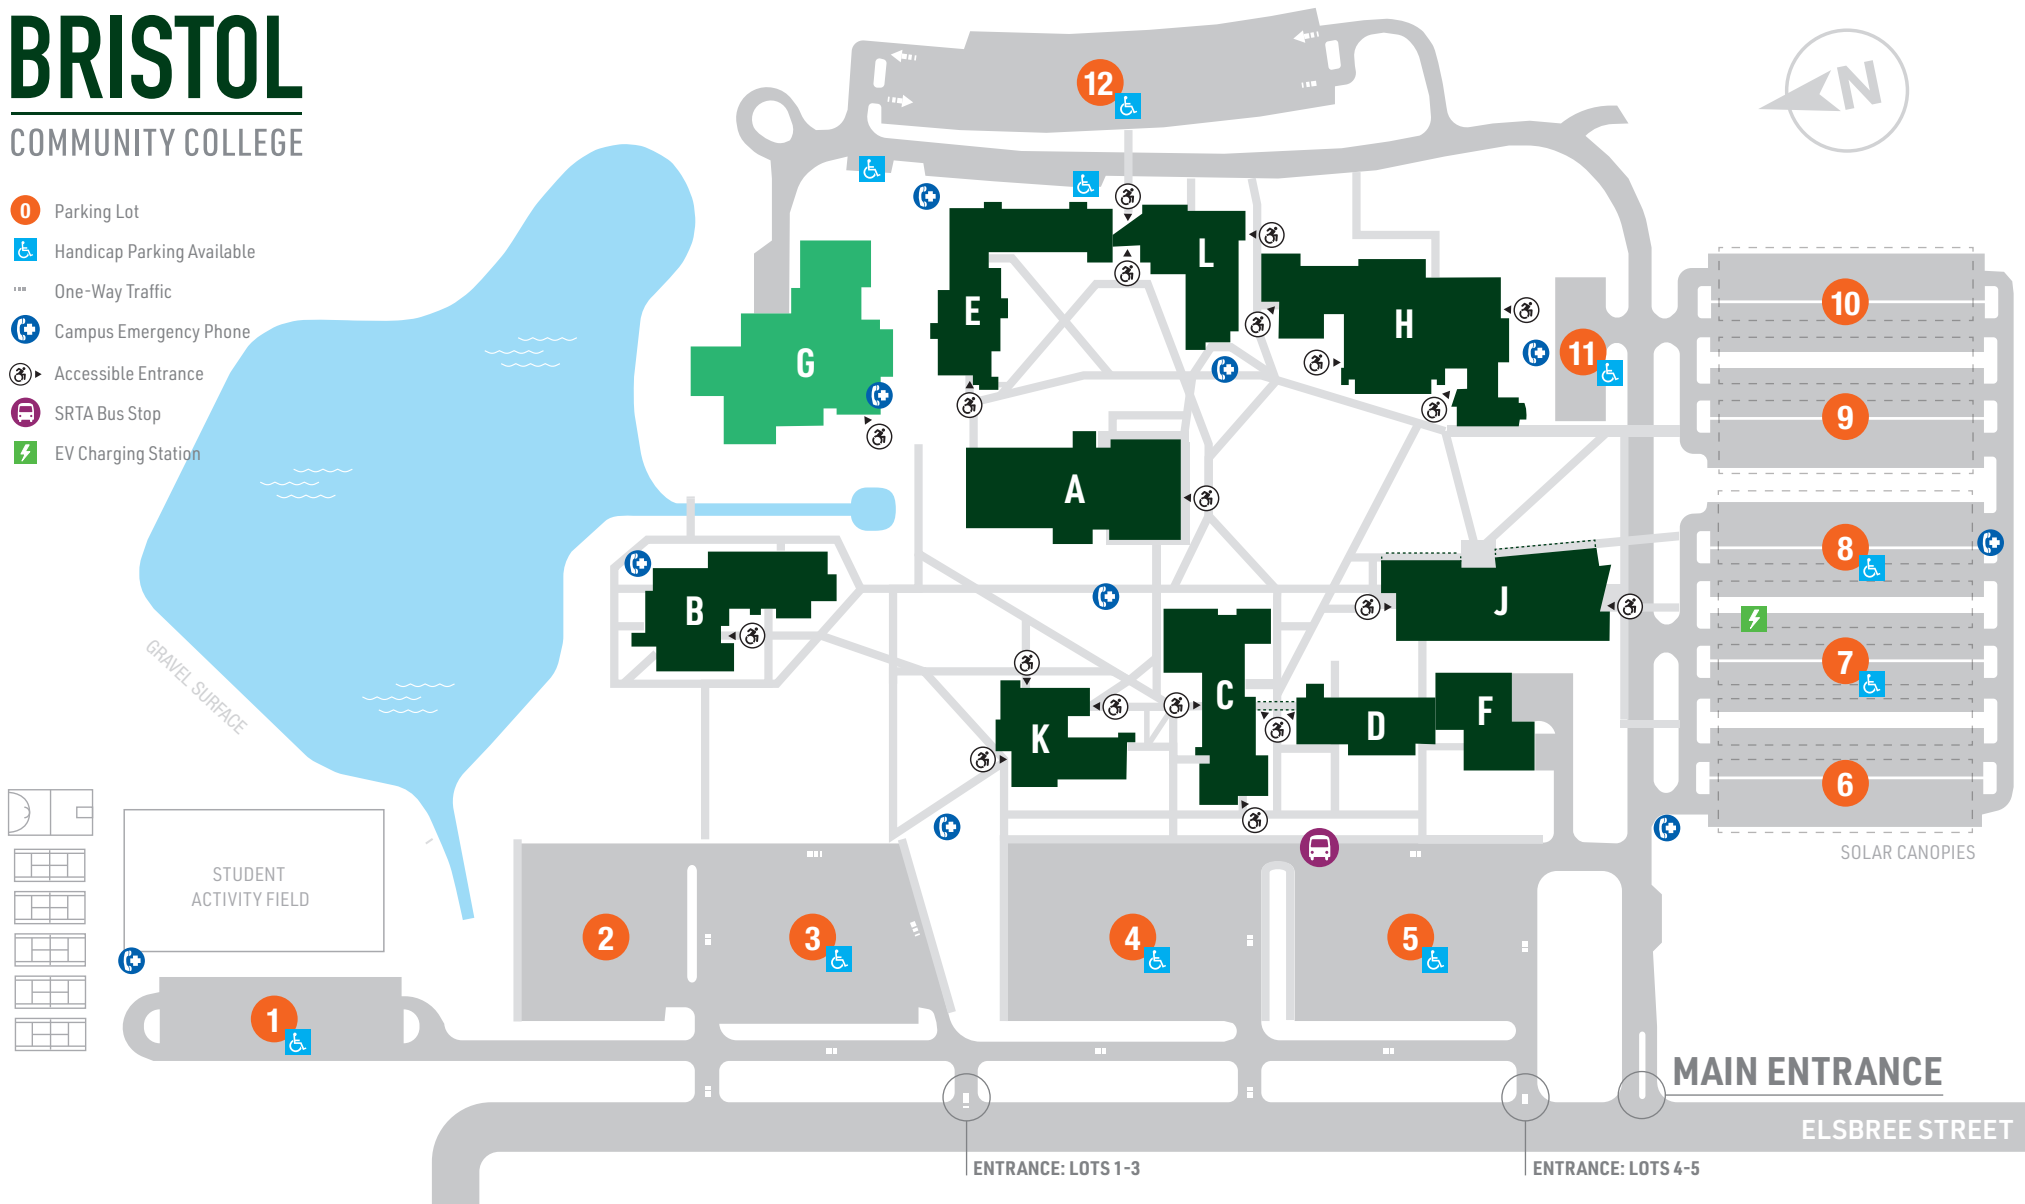 BRISTOL
COMMUNITY COLLEGE
0 Parking Lot
Handicap Parking Available
One-Way Traffic
Campus Emergency Phone
Accessible Entrance
SRTA Bus Stop
EV Charging Station
12
N
L
E
H
G
10
11
9
A
8
B
J
7
C
K
D
F
6
GRAVEL SURFACE
SOLAR CANOPIES
STUDENT
ACTIVITY FIELD
2
3
4
5
1
MAIN ENTRANCE
ELSBREE STREET
ENTRANCE: LOTS 1-3
ENTRANCE: LOTS 4-5